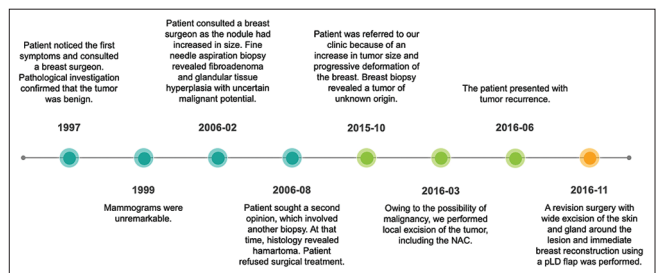 Patient noticed the first
symptoms and consulted
a breast surgeon.
Pathological investigation
confirmed that the tumor
was benign.
1997
1999
Mammograms were
unremarkable.
Patient consulted a breast
surgeon as the nodule had
increased in size. Fine
needle aspiration biopsy
revealed fibroadenoma
and glandular tissue
hyperplasia with uncertain
malignant potential.
2006-02
2006-08
Patient sought a second
opinion, which involved
another biopsy. At that
time, histology revealed
hamartoma. Patient
refused surgical treatment.
Patient was referred to our
clinic because of an
increase in tumor size and
progressive deformation
of the breast. Breast biopsy
revealed a tumor of
unknown origin.
2015-10
2016-03
Owing to the possibility of
malignancy, we performed
local excision of the tumor,
including the NAC.
The patient presented with
tumor recurrence.
2016-06
2016-11
A revision surgery with
wide excision of the skin
and gland around the
lesion and immediate
breast reconstruction using
a pLD flap was performed.